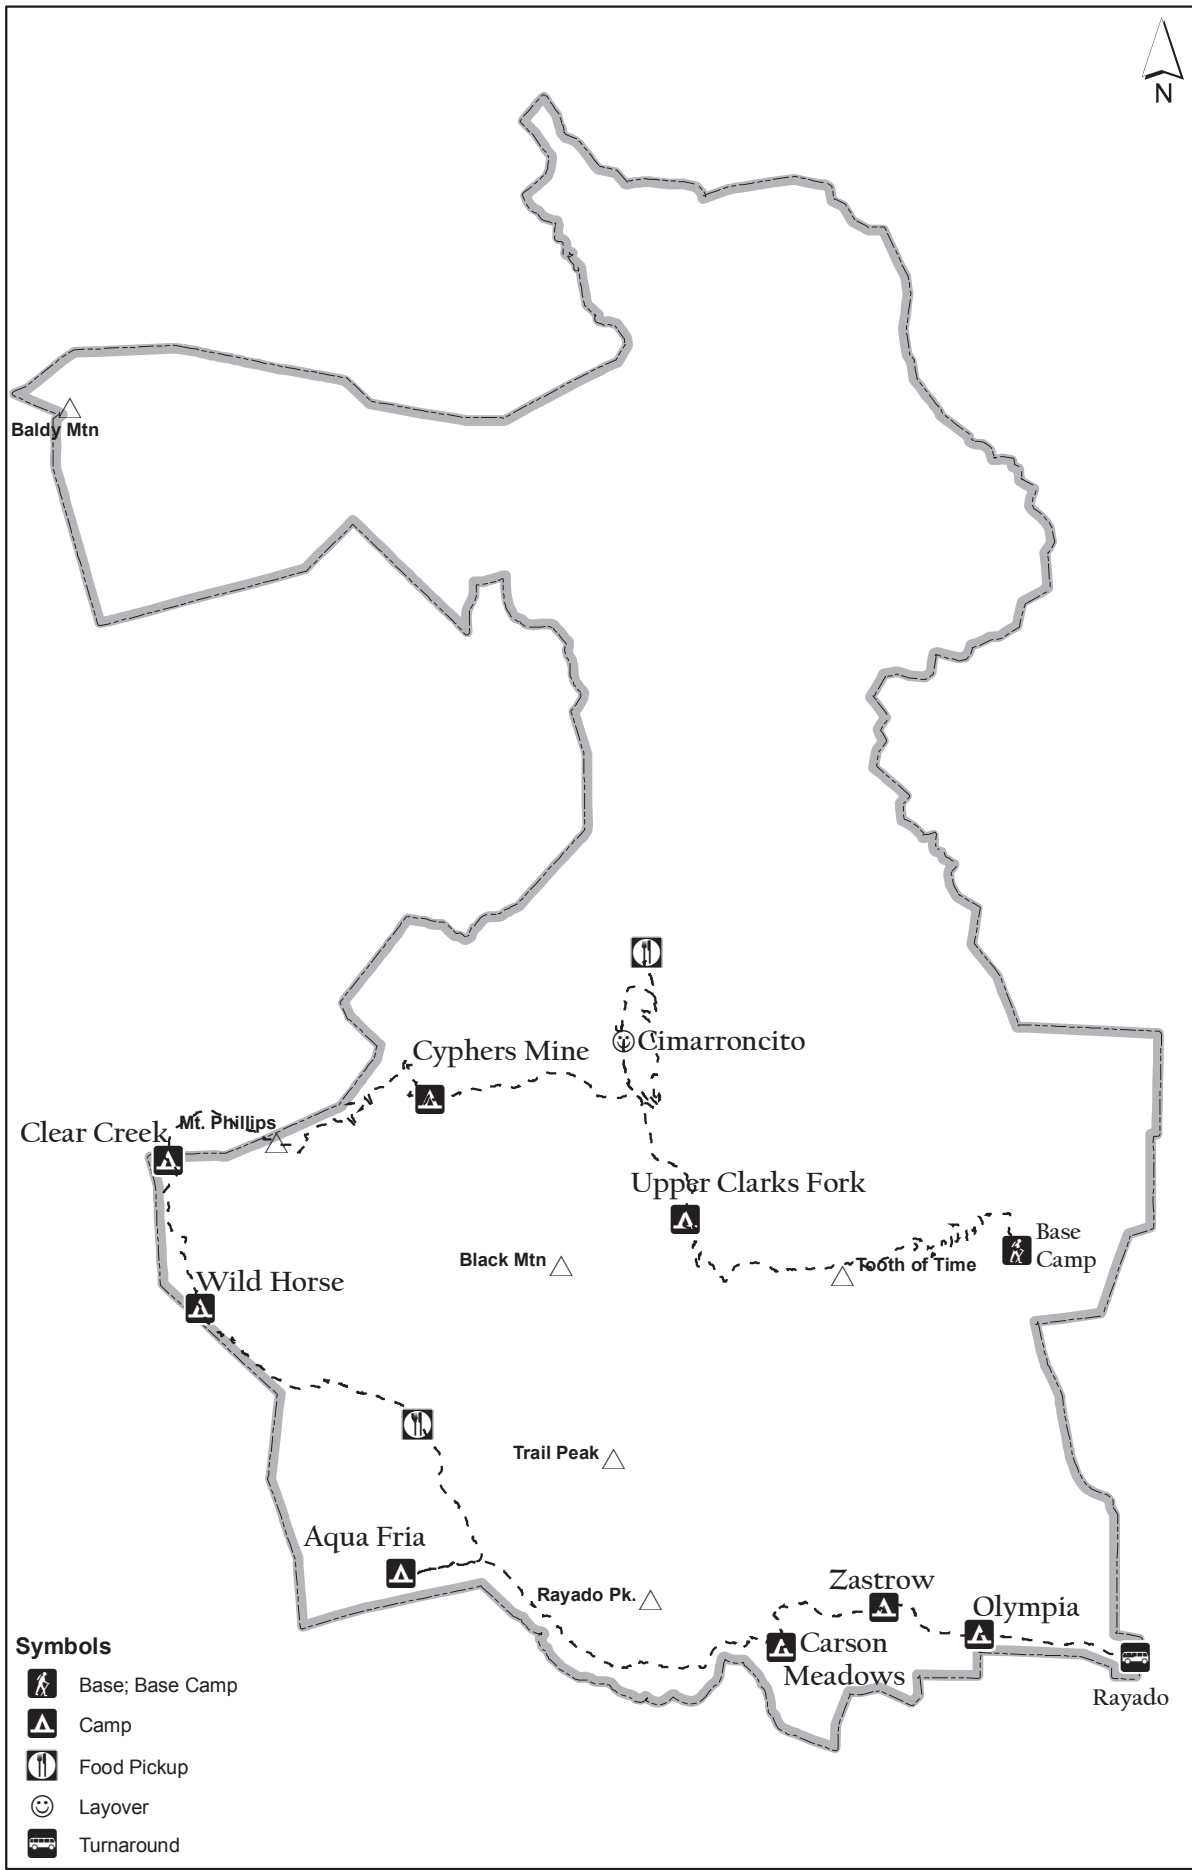 N
Baldy Mtn
Cimarroncito
Cyphers Mine
Mt. Phillips
Clear Creek
Upper Clarks Fork
Base
Camp
Black Mtn
Tooth of Time
Wild Horse
Trail Peak
Aqua Fria
Rayado Pk.
Zastrow
Olympia
Carson
Meadows
Rayado
Symbols
Base; Base Camp
Camp
Food Pickup
Layover
Turnaround